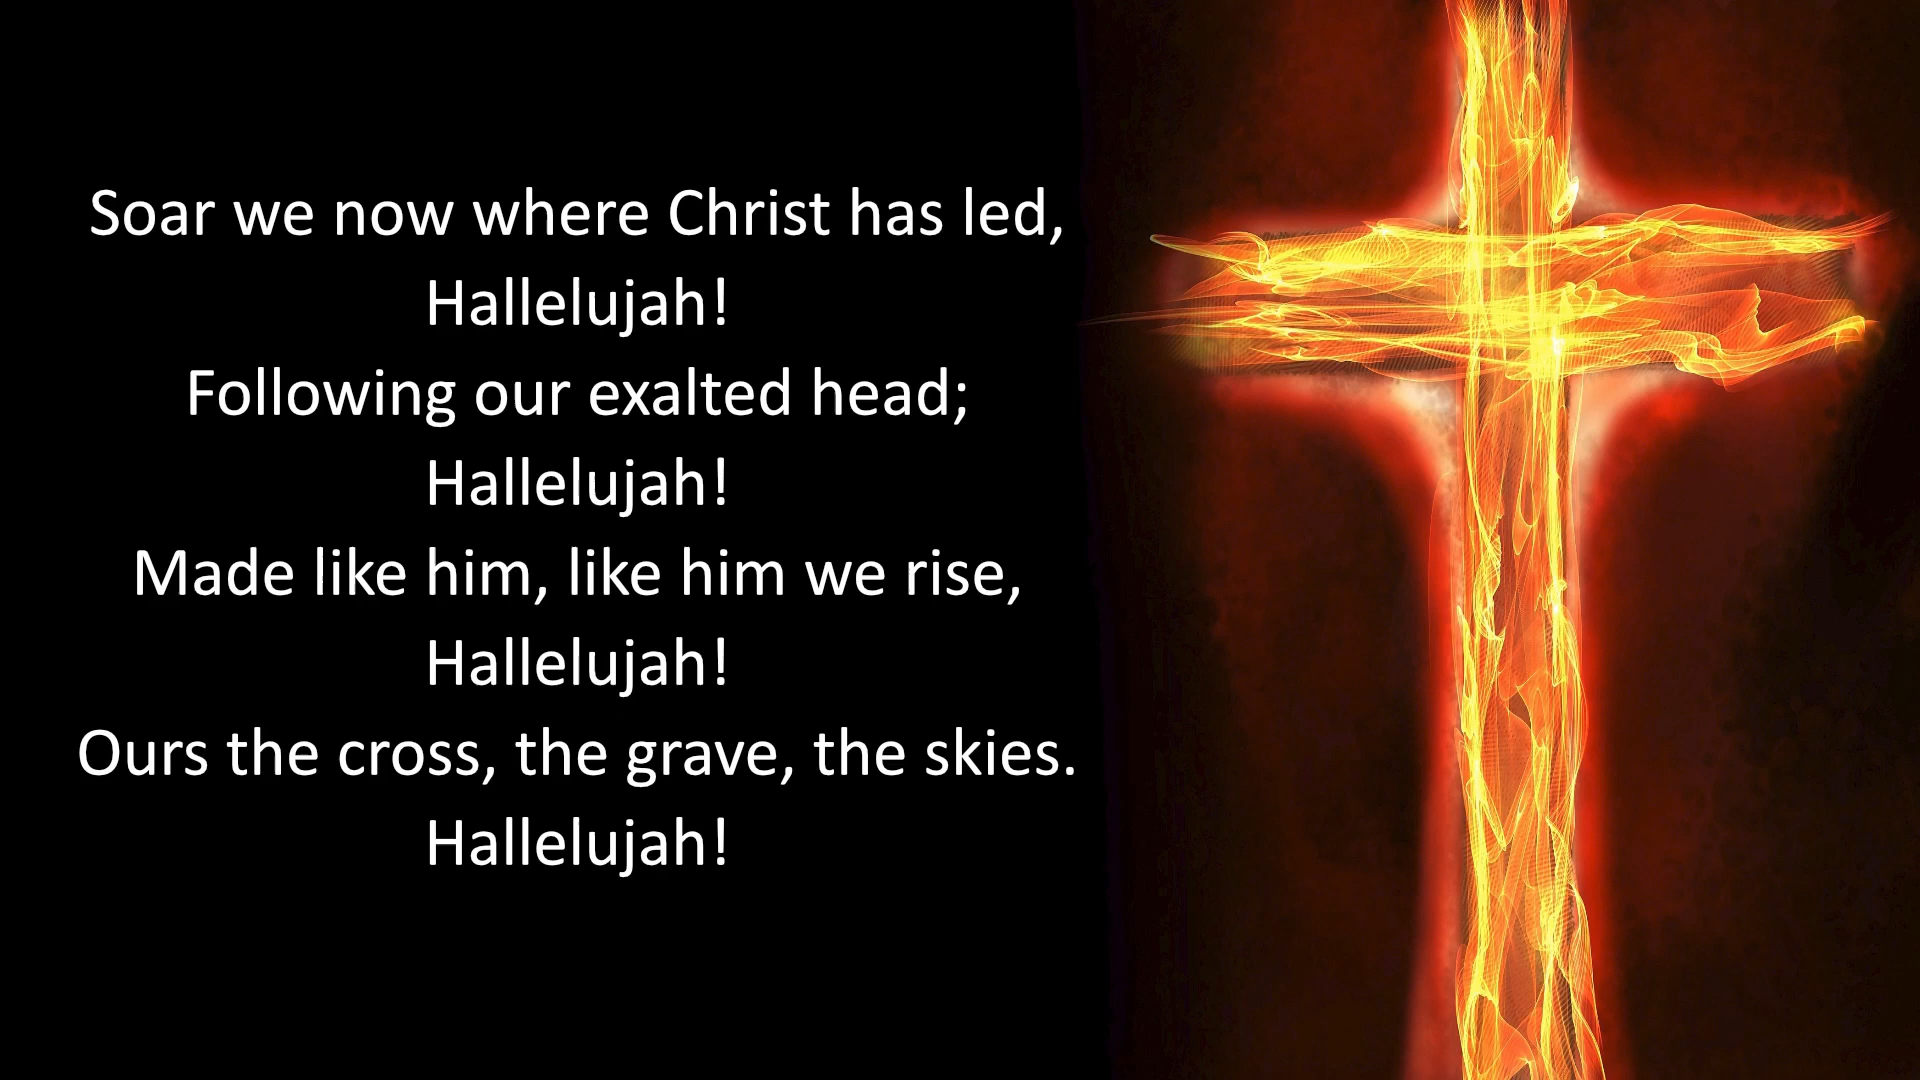 Soar we now where Christ has led,
Hallelujah!
Following our exalted head;
Hallelujah!
Made like him, like him we rise,
Hallelujah!
Ours the cross, the grave, the skies.
Hallelujah!